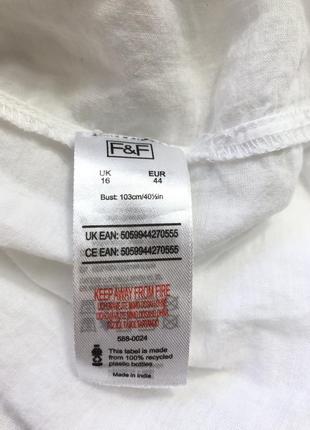 F&F
UK EUR
16 44
Bust: 103cm/40½in
UK EAN: 5059944270555
CE EAN: 5059944270555
KEEP AWAY FROM FIRE
588-0024
This label is made
from 100% recycled
plastic bottles
Made in India